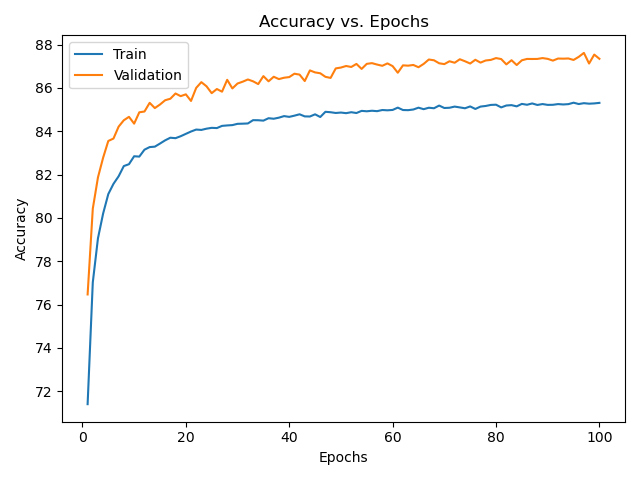 Accuracy vs. Epochs
Train
Validation
88
86
84
82
80
78
76
74
72
Accuracy
0 20 40 60 80 100
Epochs